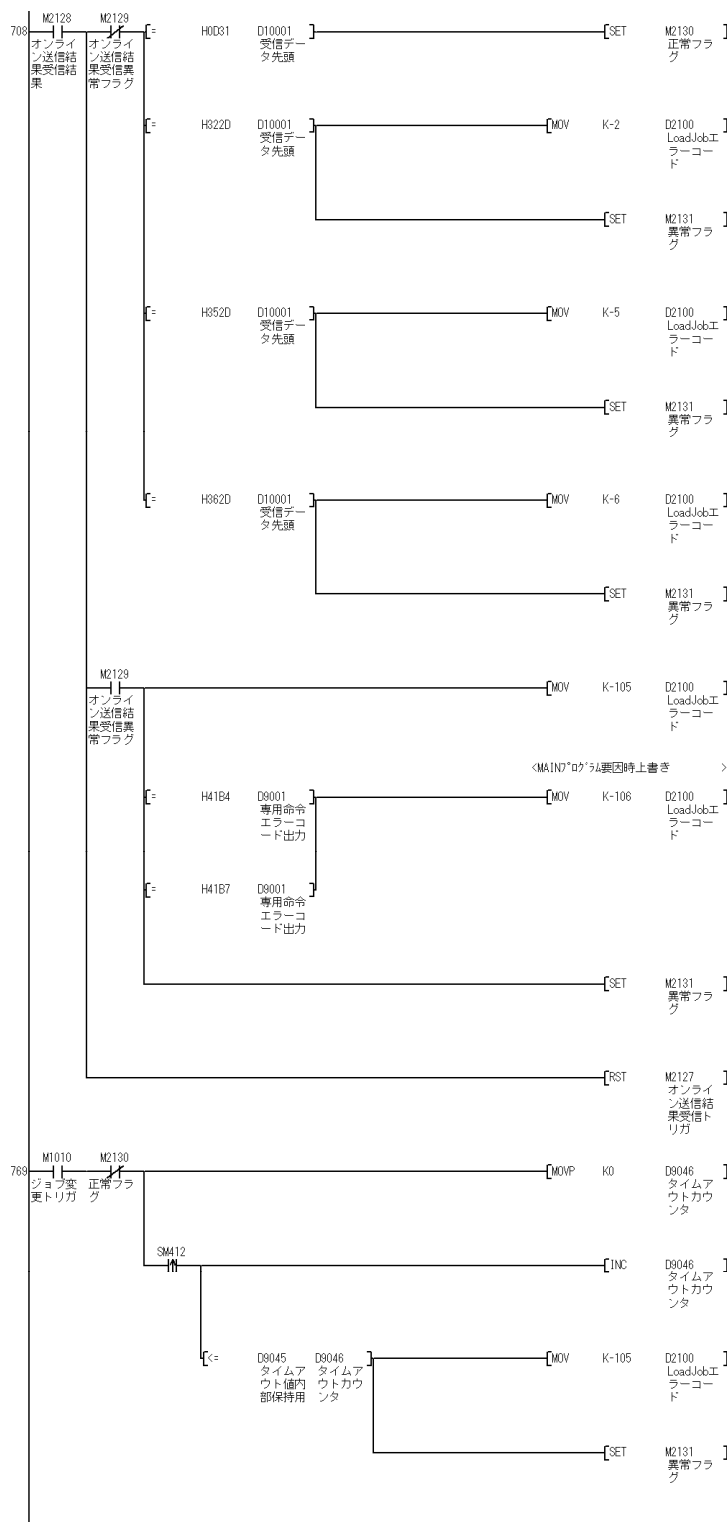 M2128 M2129
708 [= H0D31 D10001 ] [SET M2130 ]
オンライ オンライ 受信デー 正常フラ
ン送信結 ン送信結 タ先頭 グ
果受信結 果受信異
果 常フラグ
[= H322D D10001 ] [MOV K-2 D2100 ]
受信デー LoadJobエ
タ先頭 ラーコー
ド
[SET M2131 ]
異常フラ
グ
[= H352D D10001 ] [MOV K-5 D2100 ]
受信デー LoadJobエ
タ先頭 ラーコー
ド
[SET M2131 ]
異常フラ
グ
[= H362D D10001 ] [MOV K-6 D2100 ]
受信デー LoadJobエ
タ先頭 ラーコー
ド
[SET M2131 ]
異常フラ
グ
M2129
[MOV K-105 D2100 ]
オンライ LoadJobエ
ン送信結 ラーコー
果受信異 ド
常フラグ
<MAINプログラム要因時上書き >
[= H41B4 D9001 ] [MOV K-106 D2100 ]
専用命令 LoadJobエ
エラーコ ラーコー
ード出力 ド
[= H41B7 D9001 ]
専用命令
エラーコ
ード出力
[SET M2131 ]
異常フラ
グ
[RST M2127 ]
オンライ
ン送信結
果受信ト
リガ
M1010 M2130
769 [MOVP K0 D9046 ]
ジョブ変 正常フラ タイムア
更トリガ グ ウトカウ
ンタ
SM412
[INC D9046 ]
タイムア
ウトカウ
ンタ
[<= D9045 D9046 ] [MOV K-105 D2100 ]
タイムア タイムア LoadJobエ
ウト値内 ウトカウ ラーコー
部保持用 ンタ ド
[SET M2131 ]
異常フラ
グ